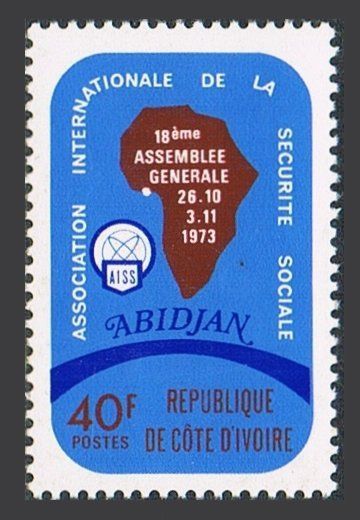 ASSOCIATION INTERNATIONALE DE LA SECURITE SOCIALE
18ème
ASSEMBLEE
GENERALE
26.10
3.11
1973
AISS
ABIDJAN
40F
POSTES
REPUBLIQUE
DE CÔTE D'IVOIRE